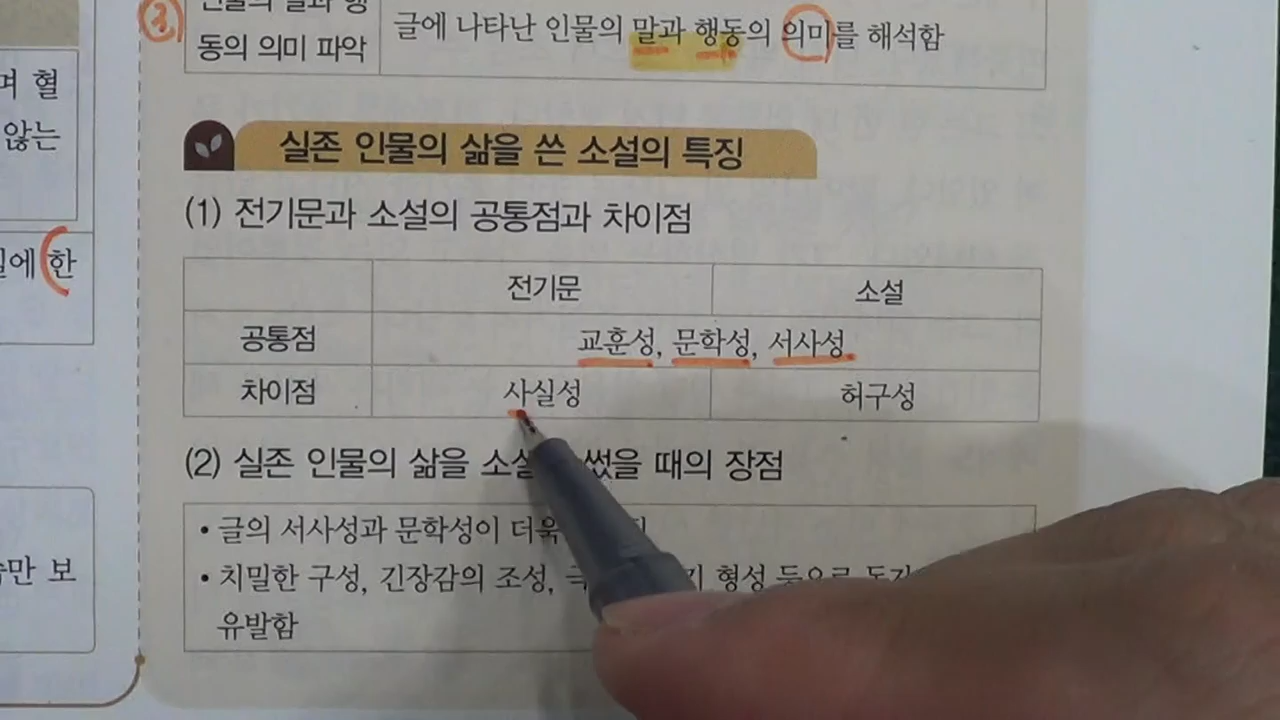 인물의 말과 행
동의 의미 파악
글에 나타난 인물의 말과 행동의 의미를 해석함
며 혈
않는
실에 한
만 보
실존 인물의 삶을 쓴 소설의 특징
(1) 전기문과 소설의 공통점과 차이점
전기문 소설
공통점 교훈성, 문학성, 서사성
차이점 사실성 허구성
(2) 실존 인물의 삶을 썼을 때의 장점
• 글의 서사성과 문학성이 더욱
• 치밀한 구성, 긴장감의 조성, 형성 등으로
유발함